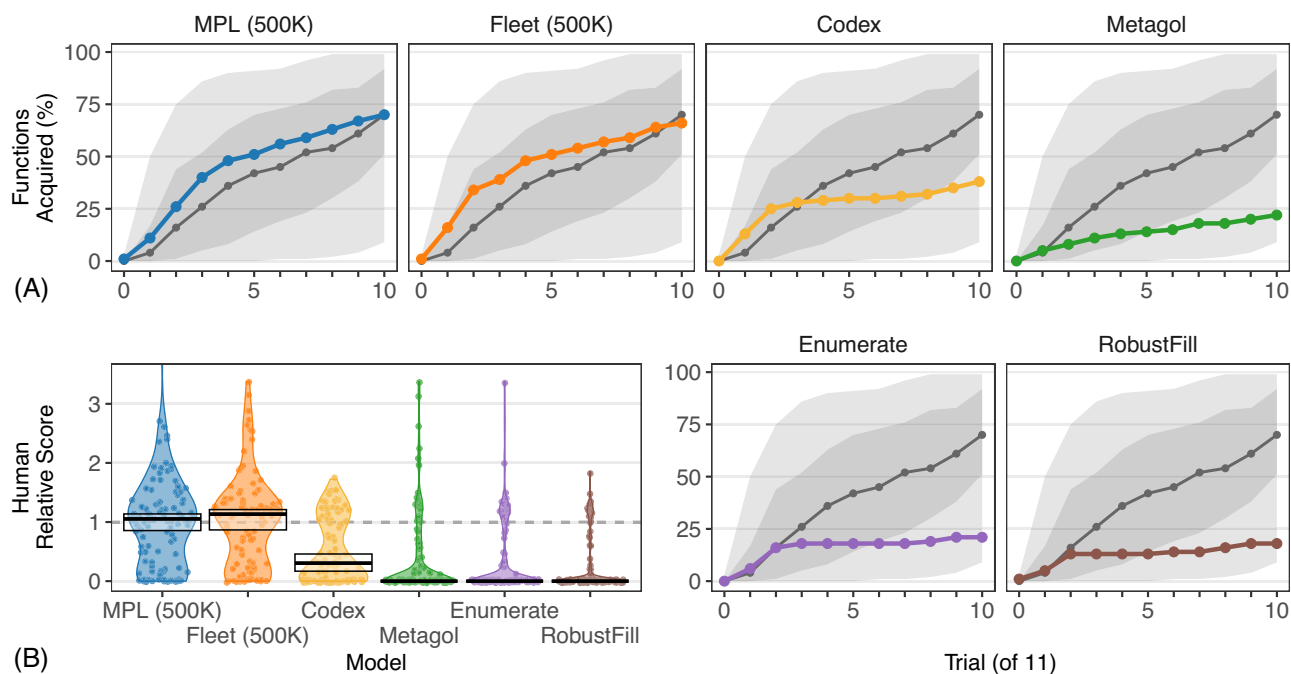 MPL (500K)
Fleet (500K)
Codex
Metagol
Functions
Acquired (%)
100
75
50
25
0
0 5 10
0 5 10
0 5 10
0 5 10
(A)
Enumerate
RobustFill
Human
Relative Score
3
2
1
0
MPL (500K)
Fleet (500K)
Codex
Metagol
Enumerate
RobustFill
Model
100
75
50
25
0
0 5 10
0 5 10
Trial (of 11)
(B)